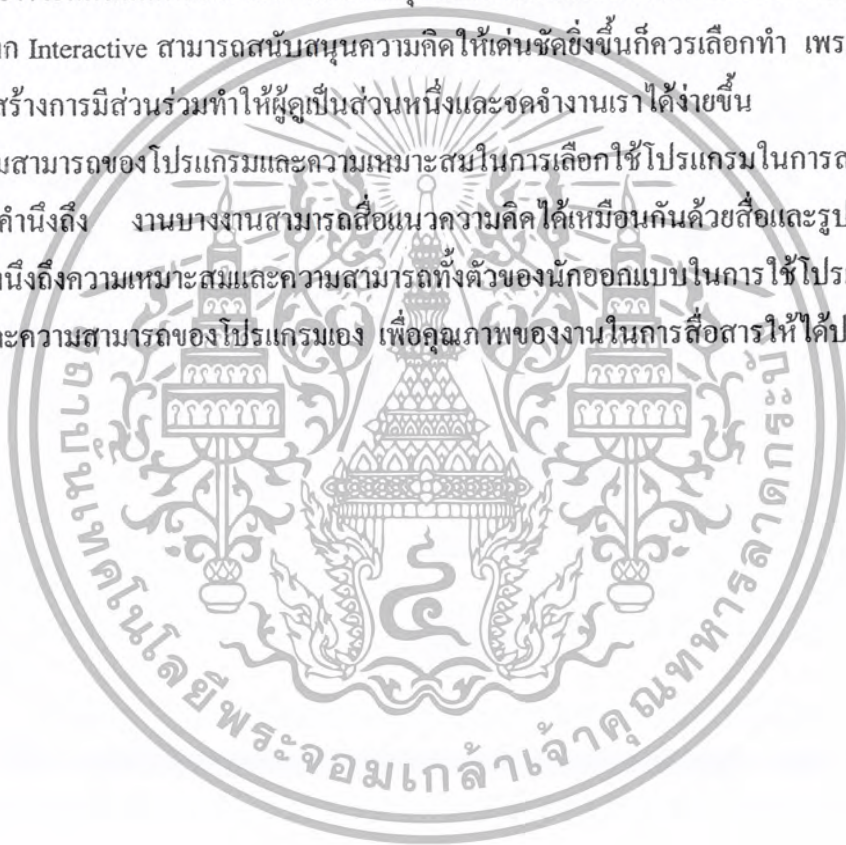 ก Interactive สามารถสนับสนุนความคิดให้เด่นชัดยิ่งขึ้นก็ควรเลือกทำ เพร
สร้างการมีส่วนร่วมทำให้ผู้ดูเป็นส่วนหนึ่งและจดจำงานเราได้ง่ายขึ้น
มสามารถของโปรแกรมและความเหมาะสมในการเลือกใช้โปรแกรมในการส
คำนึงถึง งานบางงานสามารถสื่อแนวความคิดได้เหมือนกันด้วยสื่อและรูป
นึงถึงความเหมาะสมและความสามารถทั้งตัวของนักออกแบบในการใช้โปรแ
ละความสามารถของโปรแกรมเอง เพื่อคุณภาพของงานในการสื่อสารให้ได้ป
สถาบันเทคโนโลยีพระจอมเกล้าเจ้าคุณทหารลาดกระบัง